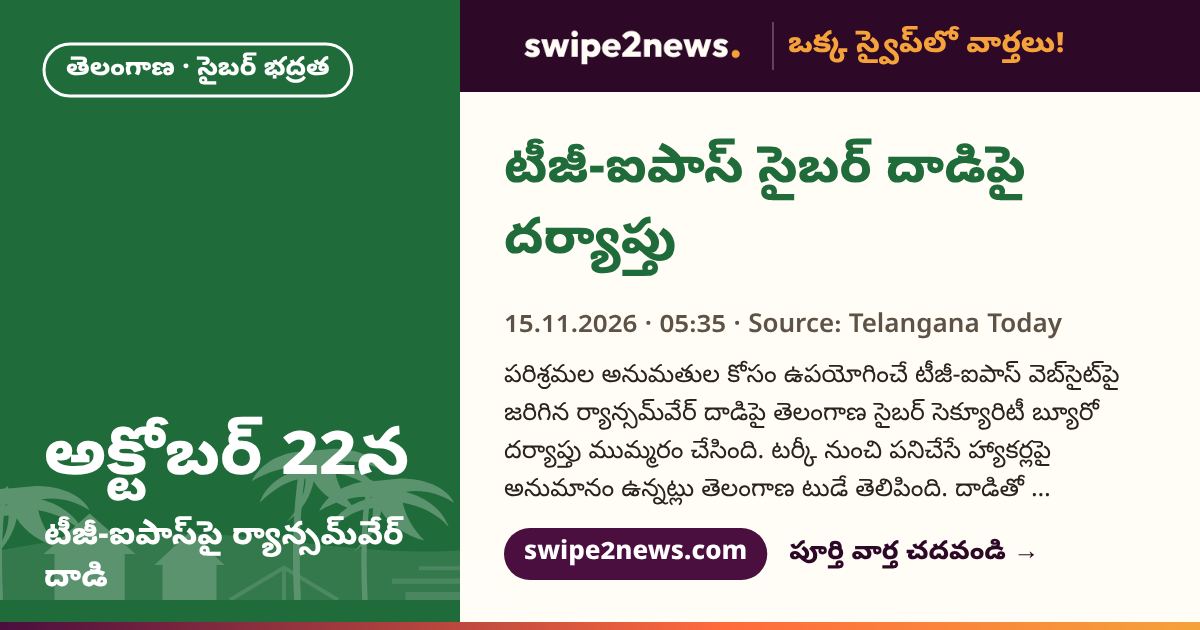 తెలంగాణ · సైబర్ భద్రత
అక్టోబర్ 22న
టీజీ-ఐపాస్‌పై ర్యాన్సమ్‌వేర్
దాడి
swipe2news.
ఒక్క స్వైప్‌లో వార్తలు!
టీజీ-ఐపాస్ సైబర్ దాడిపై
దర్యాప్తు
15.11.2026 · 05:35 · Source: Telangana Today
పరిశ్రమల అనుమతుల కోసం ఉపయోగించే టీజీ-ఐపాస్ వెబ్‌సైట్‌పై
జరిగిన ర్యాన్సమ్‌వేర్ దాడిపై తెలంగాణ సైబర్ సెక్యూరిటీ బ్యూరో
దర్యాప్తు ముమ్మరం చేసింది. టర్కీ నుంచి పనిచేసే హ్యాకర్లపై
అనుమానం ఉన్నట్లు తెలంగాణ టుడే తెలిపింది. దాడితో ...
swipe2news.com
పూర్తి వార్త చదవండి →